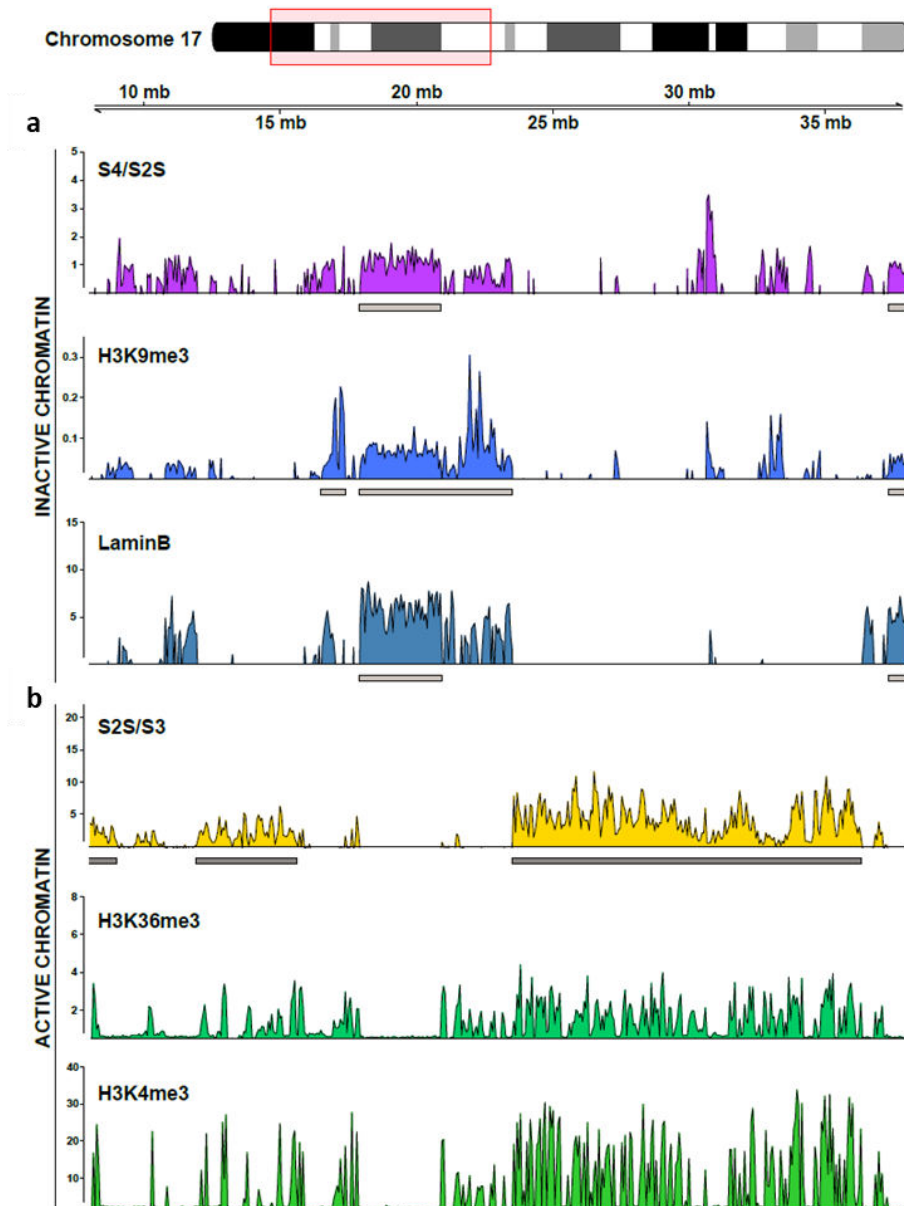 Chromosome 17
10 mb 20 mb 30 mb
15 mb 25 mb 35 mb
a
INACTIVE CHROMATIN
S4/S2S
5
4
3
2
1
H3K9me3
0.3
0.2
0.1
LaminB
15
10
5
b
ACTIVE CHROMATIN
S2S/S3
20
15
10
5
H3K36me3
8
6
4
2
H3K4me3
40
30
20
10